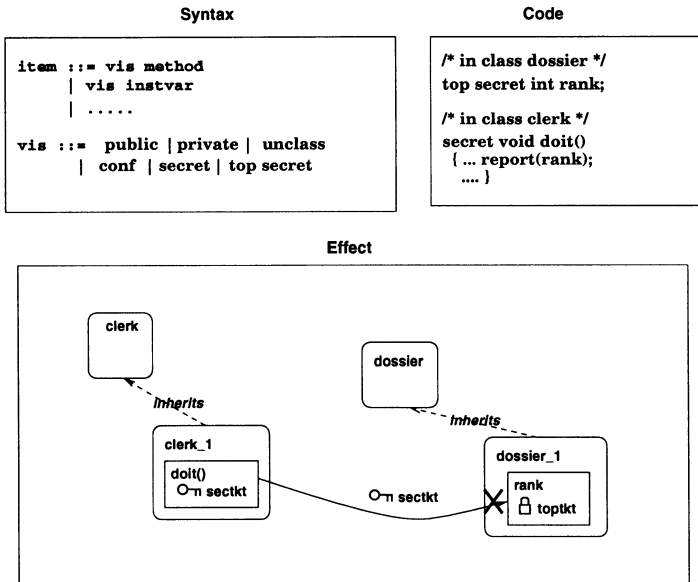 Syntax
item ::= vis method
| vis instvar
| .....
vis ::= public | private | unclass
| conf | secret | top secret
Code
/* in class dossier */
top secret int rank;
/* in class clerk */
secret void doit()
{ ... report(rank);
.... }
Effect
clerk
dossier
inherits
inherits
clerk_1
doit()
sectkt
sectkt
dossier_1
rank
toptkt